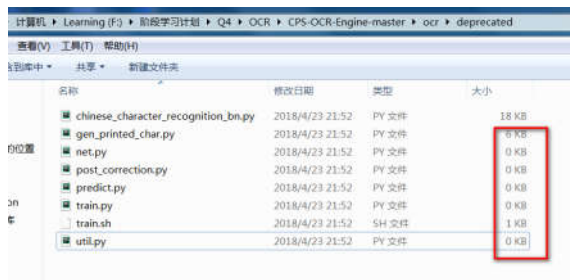 计算机 ▸ Learning (F:) ▸ 阶段学习计划 ▸ Q4 ▸ OCR ▸ CPS-OCR-Engine-master ▸ ocr ▸ deprecated
查看(V) 工具(T) 帮助(H)
到库中 共享 新建文件夹
名称 修改日期 类型 大小
chinese_character_recognition_bn.py 2018/4/23 21:52 PY 文件 18 KB
gen_printed_char.py 2018/4/23 21:52 PY 文件 6 KB
的位置 net.py 2018/4/23 21:52 PY 文件 0 KB
post_correction.py 2018/4/23 21:52 PY 文件 0 KB
predict.py 2018/4/23 21:52 PY 文件 0 KB
on train.py 2018/4/23 21:52 PY 文件 0 KB
train.sh 2018/4/23 21:52 SH 文件 1 KB
util.py 2018/4/23 21:52 PY 文件 0 KB